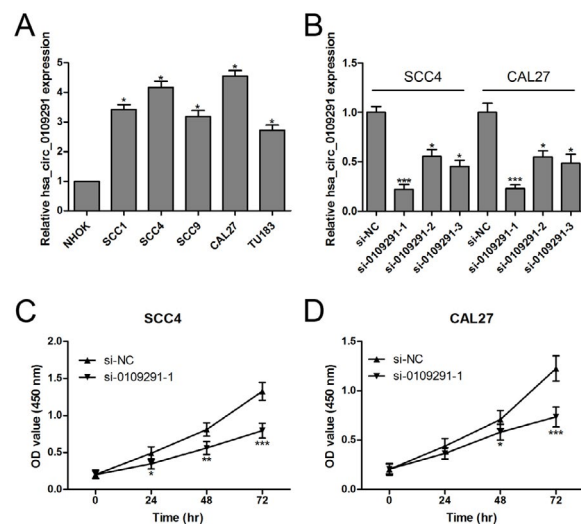 A
Relative hsa_circ_0109291 expression
6
5
4
3
2
1
0
* * * * *
NHOK SCC1 SCC4 SCC9 CAL27 TU183
B
Relative hsa_circ_0109291 expression
SCC4 CAL27
1.5
1.0
0.5
0.0
*** * * *** * *
si-NC si-0109291-1 si-0109291-2 si-0109291-3 si-NC si-0109291-1 si-0109291-2 si-0109291-3
C
SCC4
OD value (450 nm)
2.0
1.5
1.0
0.5
0.0
si-NC
si-0109291-1
* ** ***
0 24 48 72
Time (hr)
D
CAL27
OD value (450 nm)
1.5
1.0
0.5
0.0
si-NC
si-0109291-1
* ***
0 24 48 72
Time (hr)